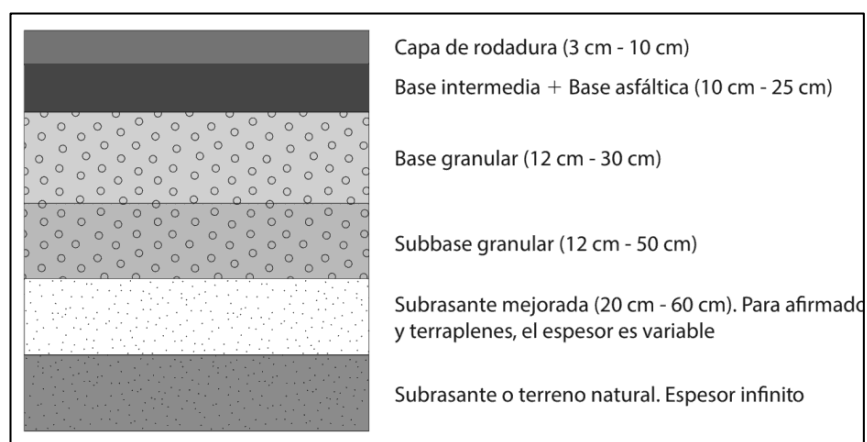 Capa de rodadura (3 cm - 10 cm)
Base intermedia + Base asfáltica (10 cm - 25 cm)
Base granular (12 cm - 30 cm)
Subbase granular (12 cm - 50 cm)
Subrasante mejorada (20 cm - 60 cm). Para afirmado
y terraplenes, el espesor es variable
Subrasante o terreno natural. Espesor infinito